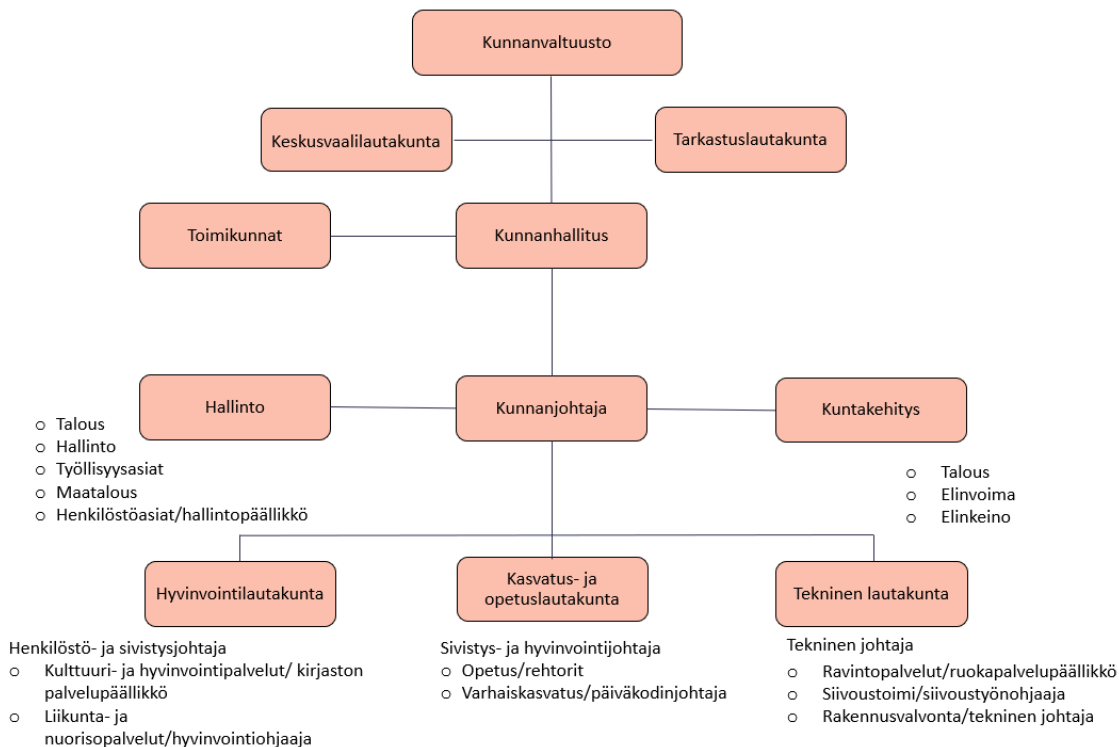 Kunnanvaltuusto
Keskusvaalilautakunta
Tarkastuslautakunta
Toimikunnat
Kunnanhallitus
Hallinto
Kunnanjohtaja
Kuntakehitys
o Talous
o Hallinto
o Työllisyysasiat
o Maatalous
o Henkilöstöasiat/hallintopäällikkö
o Talous
o Elinvoima
o Elinkeino
Hyvinvointilautakunta
Kasvatus- ja
opetuslautakunta
Tekninen lautakunta
Henkilöstö- ja sivistysjohtaja
o Kulttuuri- ja hyvinvointipalvelut/ kirjaston
palvelupäällikkö
o Liikunta- ja
nuorisopalvelut/hyvinvointiohjaaja
Sivistys- ja hyvinvointijohtaja
o Opetus/rehtorit
o Varhaiskasvatus/päiväkodinjohtaja
Tekninen johtaja
o Ravintopalvelut/ruokapalvelupäällikkö
o Siivoustoimi/siivoustyönohjaaja
o Rakennusvalvonta/tekninen johtaja